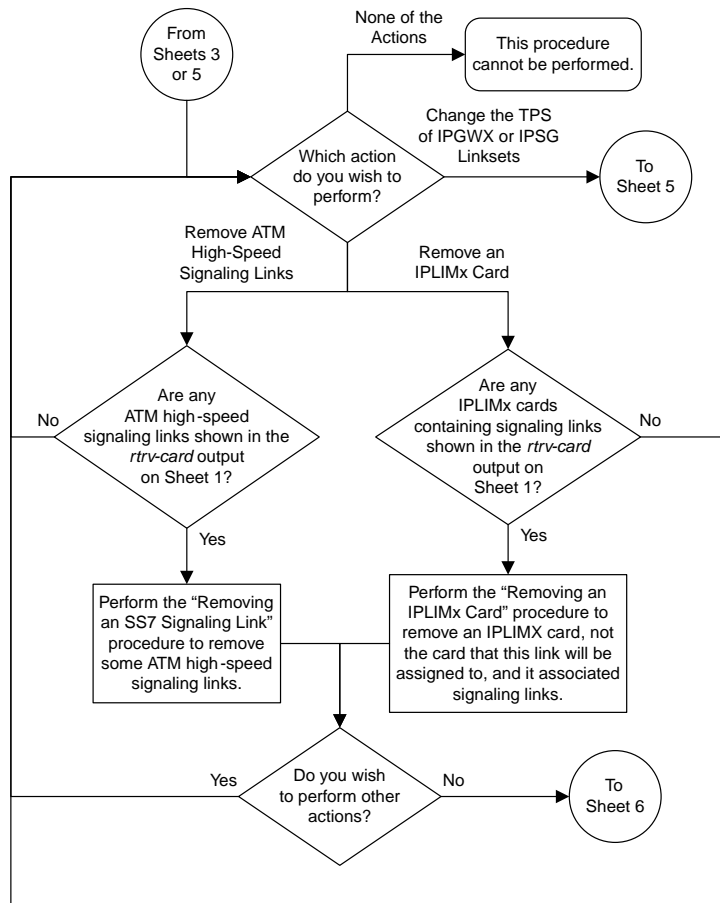 From
Sheets 3
or 5
None of the
Actions
This procedure
cannot be performed.
Which action
do you wish to
perform?
Change the TPS
of IPGWX or IPSG
Linksets
To
Sheet 5
Remove ATM
High-Speed
Signaling Links
Remove an
IPLIMx Card
No
Are any
ATM high-speed
signaling links shown in the
rtrv-card output
on Sheet 1?
Yes
Are any
IPLIMx cards
containing signaling links
shown in the rtrv-card
output on
Sheet 1?
No
Yes
Perform the “Removing
an SS7 Signaling Link”
procedure to remove
some ATM high-speed
signaling links.
Perform the “Removing an
IPLIMx Card” procedure to
remove an IPLIMX card, not
the card that this link will be
assigned to, and it associated
signaling links.
Yes
Do you wish
to perform other
actions?
No
To
Sheet 6